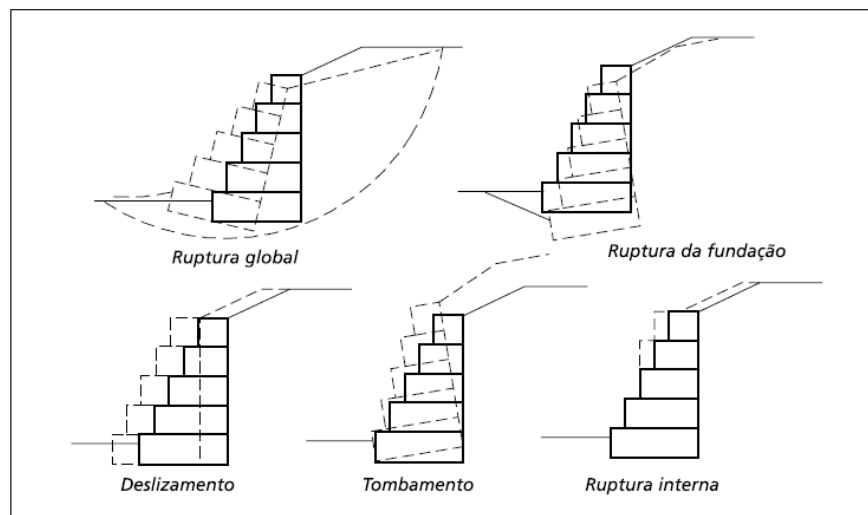 Ruptura global
Ruptura da fundação
Deslizamento
Tombamento
Ruptura interna